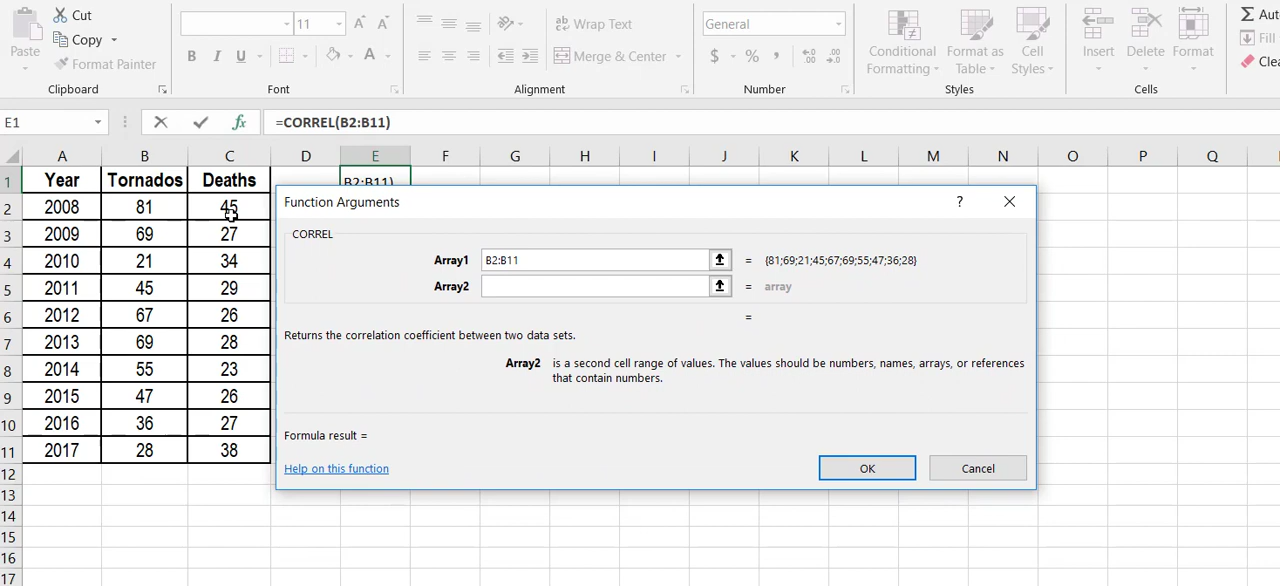 Cut
Copy
Format Painter
Paste
Clipboard
11
B I U A
Font
Wrap Text
Merge & Center
Alignment
General
$ % ,
Number
Conditional Formatting
Format as Table
Cell Styles
Styles
Insert
Delete
Format
Cells
Σ Auto
Fill
Clea
E1
fx
=CORREL(B2:B11)
A B C D E F G H I J K L M N O P Q
1 Year Tornados Deaths B2:B11)
2 2008 81 45
3 2009 69 27
4 2010 21 34
5 2011 45 29
6 2012 67 26
7 2013 69 28
8 2014 55 23
9 2015 47 26
10 2016 36 27
11 2017 28 38
12
13
14
15
16
17
Function Arguments
?
CORREL
Array1 B2:B11 = {81;69;21;45;67;69;55;47;36;28}
Array2 = array
=
Returns the correlation coefficient between two data sets.
Array2 is a second cell range of values. The values should be numbers, names, arrays, or references
that contain numbers.
Formula result =
Help on this function
OK
Cancel